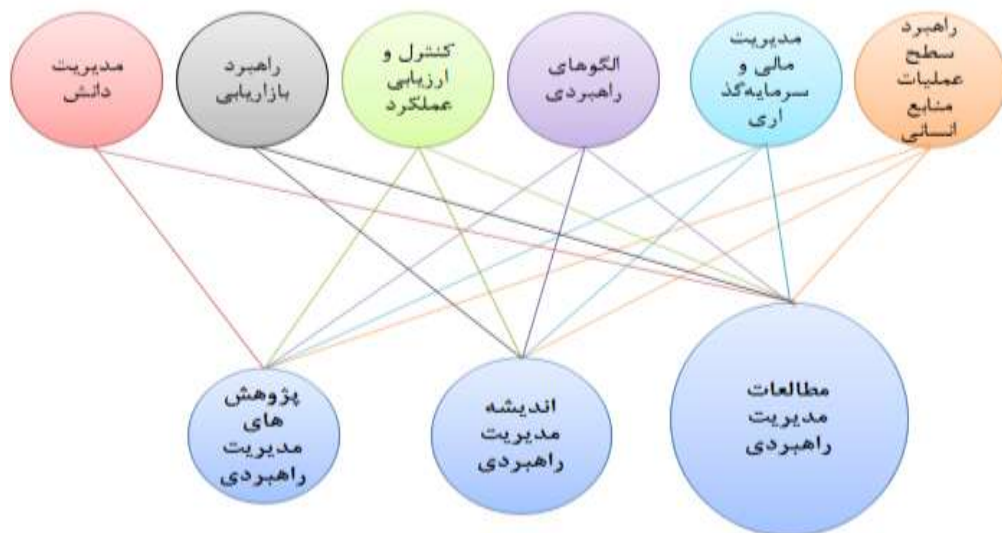 راهبرد
سطح
عملیات
منابع
انسانی
مدیریت
مالی و
سرمایه‌گذ
اری
الگوهای
راهبردی
کنترل و
ارزیابی
عملکرد
راهبرد
بازاریابی
مدیریت
دانش
مطالعات
مدیریت
راهبردی
اندیشه
مدیریت
راهبردی
پژوهش
های
مدیریت
راهبردی